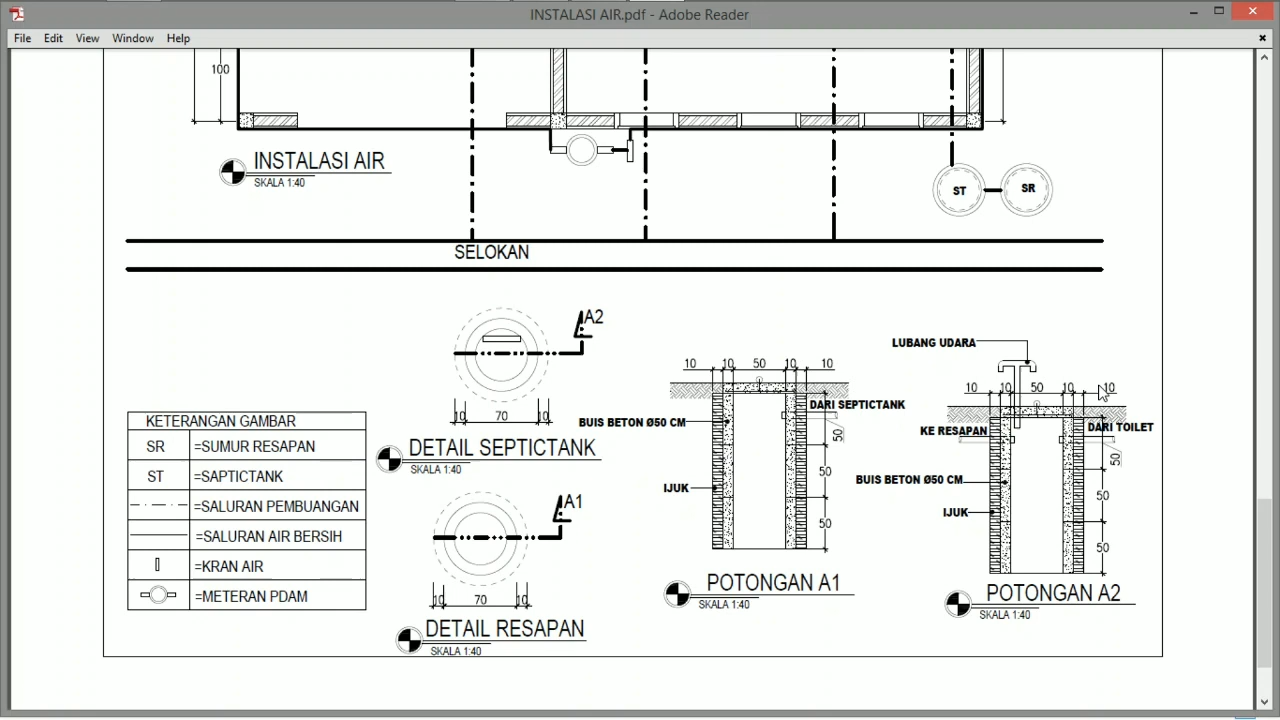 INSTALASI AIR.pdf - Adobe Reader
File Edit View Window Help
100
INSTALASI AIR
SKALA 1:40
ST
SR
SELOKAN
A2
10 70 10
DETAIL SEPTICTANK
SKALA 1:40
A1
10 70 10
DETAIL RESAPAN
SKALA 1:40
KETERANGAN GAMBAR
SR =SUMUR RESAPAN
ST =SAPTICTANK
=SALURAN PEMBUANGAN
=SALURAN AIR BERSIH
=KRAN AIR
=METERAN PDAM
10 10 50 10 10
DARI SEPTICTANK
BUIS BETON Ø50 CM
50
50
IJUK
50
POTONGAN A1
SKALA 1:40
LUBANG UDARA
10 10 50 10 10
DARI TOILET
KE RESAPAN
50
BUIS BETON Ø50 CM
50
IJUK
50
POTONGAN A2
SKALA 1:40